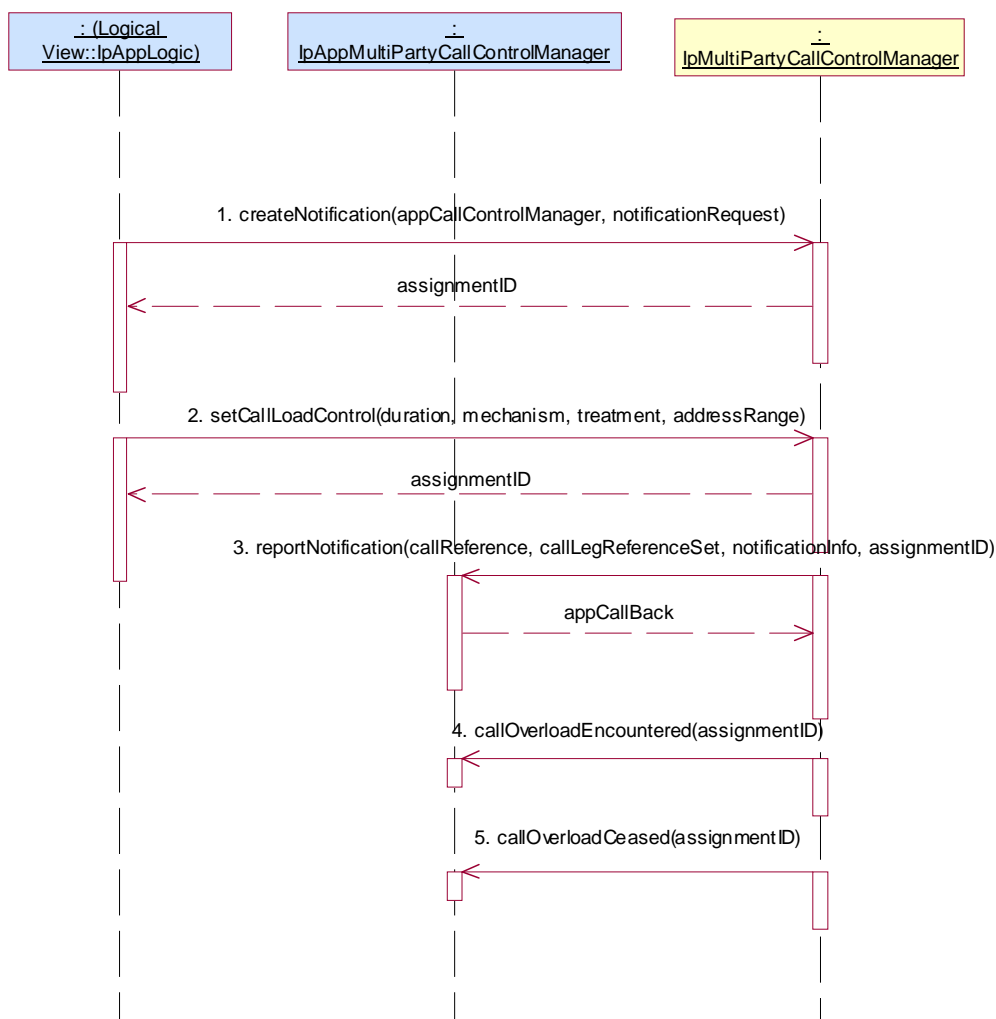 : (Logical
View::IpAppLogic)
:
IpAppMultiPartyCallControlManager
:
IpMultiPartyCallControlManager
1. createNotification(appCallControlManager, notificationRequest)
assignmentID
2. setCallLoadControl(duration, mechanism, treatment, addressRange)
assignmentID
3. reportNotification(callReference, callLegReferenceSet, notificationInfo, assignmentID)
appCallBack
4. callOverloadEncountered(assignmentID)
5. callOverloadCeased(assignmentID)